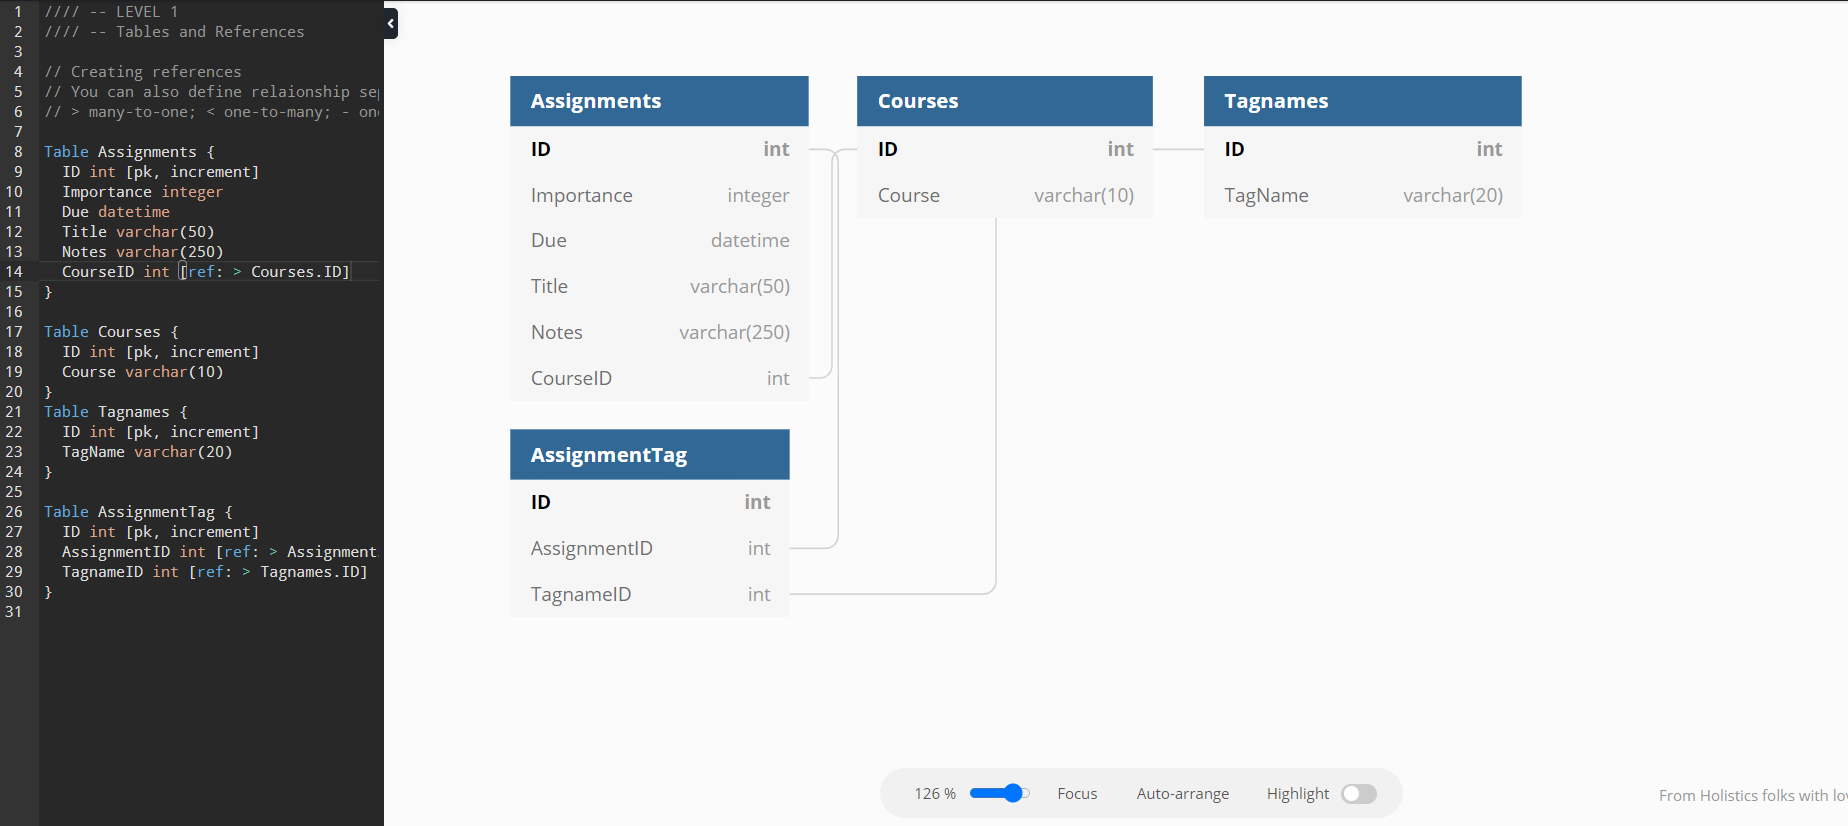 1 //// -- LEVEL 1
2 //// -- Tables and References
3
4 // Creating references
5 // You can also define relaionship se
6 // > many-to-one; < one-to-many; - on
7
8 Table Assignments {
9 ID int [pk, increment]
10 Importance integer
11 Due datetime
12 Title varchar(50)
13 Notes varchar(250)
14 CourseID int [ref: > Courses.ID]
15 }
16
17 Table Courses {
18 ID int [pk, increment]
19 Course varchar(10)
20 }
21 Table Tagnames {
22 ID int [pk, increment]
23 TagName varchar(20)
24 }
25
26 Table AssignmentTag {
27 ID int [pk, increment]
28 AssignmentID int [ref: > Assignment
29 TagnameID int [ref: > Tagnames.ID]
30 }
31
Assignments
ID int
Importance integer
Due datetime
Title varchar(50)
Notes varchar(250)
CourseID int
Courses
ID int
Course varchar(10)
Tagnames
ID int
TagName varchar(20)
AssignmentTag
ID int
AssignmentID int
TagnameID int
126 % Focus Auto-arrange Highlight
From Holistics folks with lo